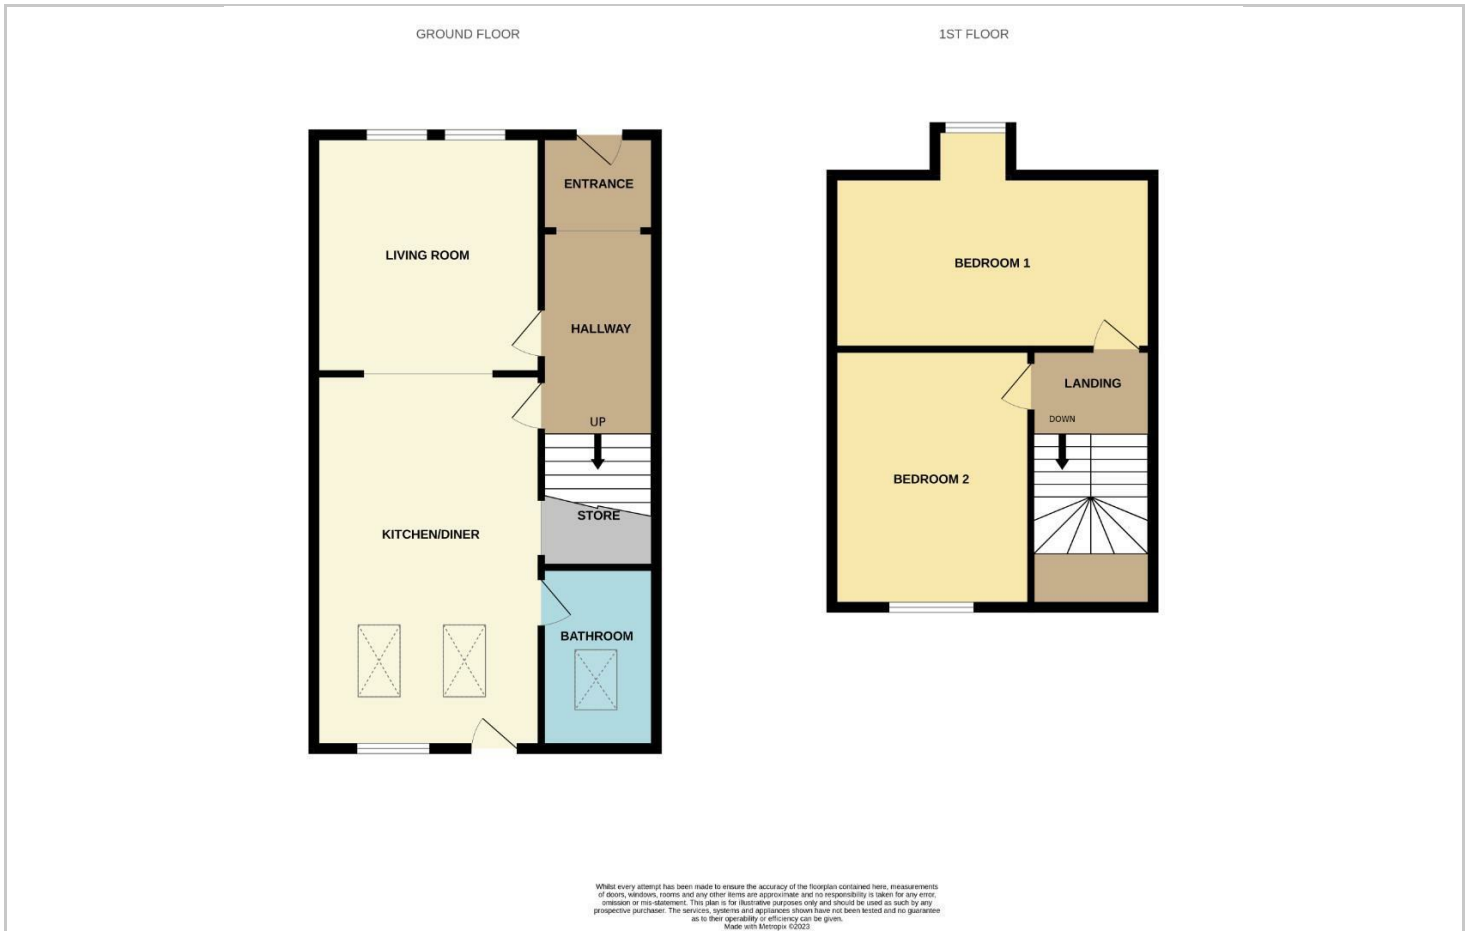 GROUND FLOOR
1ST FLOOR
ENTRANCE
LIVING ROOM
HALLWAY
UP
STORE
KITCHEN/DINER
BATHROOM
BEDROOM 1
LANDING
DOWN
BEDROOM 2
Whilst every attempt has been made to ensure the accuracy of the floorplan contained here, measurements
of doors, windows, rooms and any other items are approximate and no responsibility is taken for any error,
omission or mis-statement. This plan is for illustrative purposes only and should be used as such by any
prospective purchaser. The services, systems and appliances shown have not been tested and no guarantee
as to their operability or efficiency can be given.
Made with Metropix ©2023